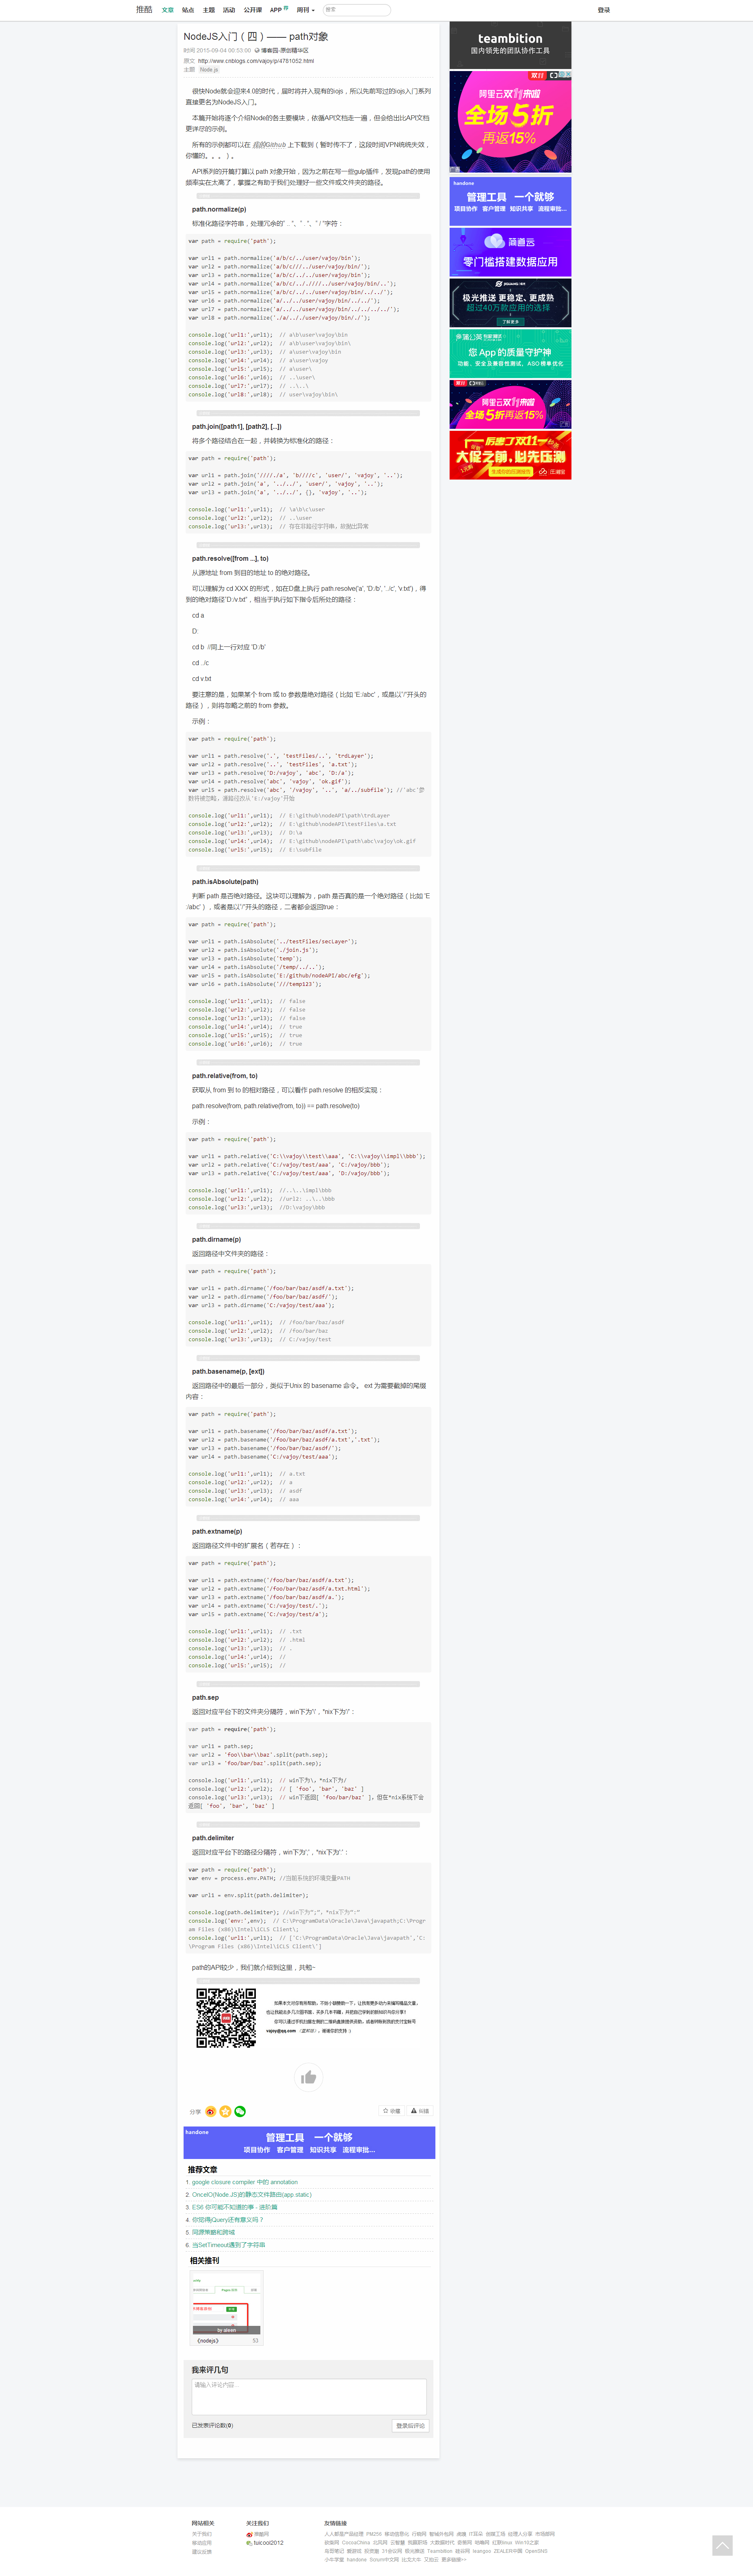 推酷 文章 站点 主题 活动 公开课 APP 荐 周刊 搜索 登录
NodeJS入门（四）—— path对象
时间 2015-09-04 00:53:00 博客园-原创精华区
原文 http://www.cnblogs.com/vajoy/p/4781052.html
主题 Node.js
很快Node就会迎来4.0的时代，届时将并入现有的iojs，所以先前写过的iojs入门系列
直接更名为NodeJS入门。
本篇开始将逐个介绍Node的各主要模块，依循API文档走一遍，但会给出比API文档
更详尽的示例。
所有的示例都可以在 我的Github 上下载到（暂时传不了，这段时间VPN统统失效，
你懂的。。。）。
API系列的开篇打算以 path 对象开始，因为之前在写一些gulp插件，发现path的使用
频率实在太高了，掌握之有助于我们处理好一些文件或文件夹的路径。
path.normalize(p)
标准化路径字符串，处理冗余的“..”、“.”、“/”字符：
var path = require('path');
var url1 = path.normalize('a/b/c/../user/vajoy/bin');
var url2 = path.normalize('a/b/c///../user/vajoy/bin/');
var url3 = path.normalize('a/b/c/../../user/vajoy/bin');
var url4 = path.normalize('a/b/c/.././///../user/vajoy/bin/..');
var url5 = path.normalize('a/b/c/../../user/vajoy/bin/../../');
var url6 = path.normalize('a/../../user/vajoy/bin/../../');
var url7 = path.normalize('a/../../user/vajoy/bin/../../../../');
var url8 = path.normalize('./a/.././user/vajoy/bin/./');
console.log('url1:',url1);  // a\b\user\vajoy\bin
console.log('url2:',url2);  // a\b\user\vajoy\bin\
console.log('url3:',url3);  // a\user\vajoy\bin
console.log('url4:',url4);  // a\user\vajoy
console.log('url5:',url5);  // a\user\
console.log('url6:',url6);  // ..\user\
console.log('url7:',url7);  // ..\..\
console.log('url8:',url8);  // user\vajoy\bin\
path.join([path1], [path2], [...])
将多个路径结合在一起，并转换为标准化的路径：
var path = require('path');
var url1 = path.join('////./a', 'b////c', 'user/', 'vajoy', '..');
var url2 = path.join('a', '../../', 'user/', 'vajoy', '..');
var url3 = path.join('a', '../../', {}, 'vajoy', '..');
console.log('url1:',url1);  // \a\b\c\user
console.log('url2:',url2);  // ..\user
console.log('url3:',url3);  // 存在非路径字符串，故抛出异常
path.resolve([from ...], to)
从源地址 from 到目的地址 to 的绝对路径。
可以理解为 cd XXX 的形式，如在D盘上执行 path.resolve('a', 'D:/b', '../c', 'v.txt')，得
到的绝对路径“D:/v.txt”，相当于执行如下指令后所处的路径：
cd a
D:
cd b  //同上一行对应 'D:/b'
cd ../c
cd v.txt
要注意的是，如果某个 from 或 to 参数是绝对路径（比如 'E:/abc'，或是以“/”开头的路
径），则将忽略之前的 from 参数。
示例：
var path = require('path');
var url1 = path.resolve('.', 'testFiles/..', 'trdLayer');
var url2 = path.resolve('..', 'testFiles', 'a.txt');
var url3 = path.resolve('D:/vajoy', 'abc', 'D:/a');
var url4 = path.resolve('abc', 'vajoy', 'ok.gif');
var url5 = path.resolve('abc', '/vajoy', '..', 'a/../subfile'); //'abc'参
数将被忽略，源路径改从'E:/vajoy'开始
console.log('url1:',url1);  // E:\github\nodeAPI\path\trdLayer
console.log('url2:',url2);  // E:\github\nodeAPI\testFiles\a.txt
console.log('url3:',url3);  // D:\a
console.log('url4:',url4);  // E:\github\nodeAPI\path\abc\vajoy\ok.gif
console.log('url5:',url5);  // E:\subfile
path.isAbsolute(path)
判断 path 是否绝对路径。这块可以理解为，path 是否真的是一个绝对路径（比如 'E:
/abc'），或者是以“/”开头的路径，二者都会返回true：
var path = require('path');
var url1 = path.isAbsolute('../testFiles/secLayer');
var url2 = path.isAbsolute('./join.js');
var url3 = path.isAbsolute('temp');
var url4 = path.isAbsolute('/temp/../..');
var url5 = path.isAbsolute('E:/github/nodeAPI/abc/efg');
var url6 = path.isAbsolute('///temp123');
console.log('url1:',url1);  // false
console.log('url2:',url2);  // false
console.log('url3:',url3);  // false
console.log('url4:',url4);  // true
console.log('url5:',url5);  // true
console.log('url6:',url6);  // true
path.relative(from, to)
获取从 from 到 to 的相对路径，可以看作 path.resolve 的相反实现：
path.resolve(from, path.relative(from, to)) == path.resolve(to)
示例：
var path = require('path');
var url1 = path.relative('C:\\vajoy\\test\\aaa', 'C:\\vajoy\\impl\\bbb');
var url2 = path.relative('C:/vajoy/test/aaa', 'C:/vajoy/bbb');
var url3 = path.relative('C:/vajoy/test/aaa', 'D:/vajoy/bbb');
console.log('url1:',url1);  //..\..\impl\bbb
console.log('url2:',url2);  //url2: ..\..\bbb
console.log('url3:',url3);  //D:\vajoy\bbb
path.dirname(p)
返回路径中文件夹的路径：
var path = require('path');
var url1 = path.dirname('/foo/bar/baz/asdf/a.txt');
var url2 = path.dirname('/foo/bar/baz/asdf/');
var url3 = path.dirname('C:/vajoy/test/aaa');
console.log('url1:',url1);  // /foo/bar/baz/asdf
console.log('url2:',url2);  // /foo/bar/baz
console.log('url3:',url3);  // C:/vajoy/test
path.basename(p, [ext])
返回路径中的最后一部分，类似于Unix 的 basename 命令。 ext 为需要截掉的尾缀
内容：
var path = require('path');
var url1 = path.basename('/foo/bar/baz/asdf/a.txt');
var url2 = path.basename('/foo/bar/baz/asdf/a.txt','.txt');
var url3 = path.basename('/foo/bar/baz/asdf/');
var url4 = path.basename('C:/vajoy/test/aaa');
console.log('url1:',url1);  // a.txt
console.log('url2:',url2);  // a
console.log('url3:',url3);  // asdf
console.log('url4:',url4);  // aaa
path.extname(p)
返回路径文件中的扩展名（若存在）：
var path = require('path');
var url1 = path.extname('/foo/bar/baz/asdf/a.txt');
var url2 = path.extname('/foo/bar/baz/asdf/a.txt.html');
var url3 = path.extname('/foo/bar/baz/asdf/a.');
var url4 = path.extname('C:/vajoy/test/.');
var url5 = path.extname('C:/vajoy/test/a');
console.log('url1:',url1);  // .txt
console.log('url2:',url2);  // .html
console.log('url3:',url3);  // .
console.log('url4:',url4);  //
console.log('url5:',url5);  //
path.sep
返回对应平台下的文件夹分隔符，win下为'\'，*nix下为'/'：
var path = require('path');
var url1 = path.sep;
var url2 = 'foo\\bar\\baz'.split(path.sep);
var url3 = 'foo/bar/baz'.split(path.sep);
console.log('url1:',url1);  // win下为\，*nix下为/
console.log('url2:',url2);  // [ 'foo', 'bar', 'baz' ]
console.log('url3:',url3);  // win下返回[ 'foo/bar/baz' ]，但在*nix系统下会
返回[ 'foo', 'bar', 'baz' ]
path.delimiter
返回对应平台下的路径分隔符，win下为';'，*nix下为':'：
var path = require('path');
var env = process.env.PATH; //当前系统的环境变量PATH
var url1 = env.split(path.delimiter);
console.log(path.delimiter); //win下为“;”，*nix下为“:”
console.log('env:',env);  // C:\ProgramData\Oracle\Java\javapath;C:\Progr
am Files (x86)\Intel\iCLS Client\;
console.log('url1:',url1);  // ['C:\ProgramData\Oracle\Java\javapath','C:
\Program Files (x86)\Intel\iCLS Client\']
path的API较少，我们就介绍到这里，共勉~
vajoy@qq.com
分享 收藏 纠错
handone
管理工具 一个就够
项目协作 客户管理 知识共享 流程审批...
推荐文章
1. google closure compiler 中的 annotation
2. OnceIO(Node.JS)的静态文件路由(app.static)
3. ES6 你可能不知道的事 - 进阶篇
4. 你觉得jQuery还有意义吗？
5. 同源策略和跨域
6. 当SetTimeout遇到了字符串
相关推刊
by aleen
《nodejs》 53
我来评几句
请输入评论内容...
已发表评论数(0)
登录后评论
teambition
国内领先的团队协作工具
双11
阿里云双11来啦
全场5折
再返15%
handone
管理工具 一个就够
项目协作 客户管理 知识共享 流程审批...
简道云
零门槛搭建数据应用
极光推送 更稳定、更成熟
超过40万款应用的选择
了解更多
您 App 的质量守护神
功能、安全及兼容性测试，ASO 榜单优化
全场5折再返15%
厉害了双11
大促之前，必先压测
网站相关
关于我们
移动应用
建议反馈
关注我们
推酷网
tuicool2012
友情链接